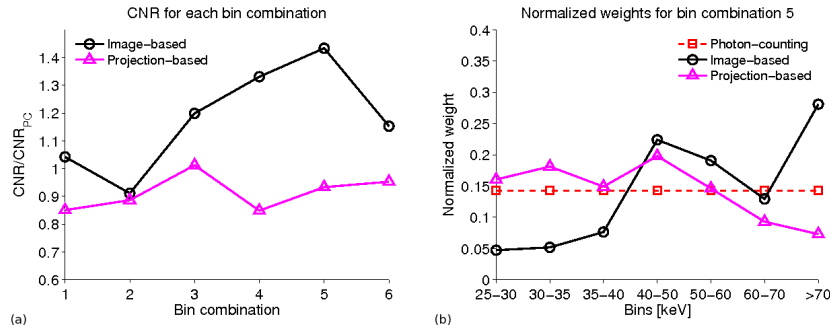 CNR for each bin combination
Image−based
Projection−based
CNR/CNR_PC
1.4
1.3
1.2
1.1
1
0.9
0.8
0.7
0.6
1 2 3 4 5 6
Bin combination
(a)
Normalized weights for bin combination 5
Photon−counting
Image−based
Projection−based
Normalized weight
0.4
0.35
0.3
0.25
0.2
0.15
0.1
0.05
0
25−30 30−35 35−40 40−50 50−60 60−70 >70
Bins [keV]
(b)